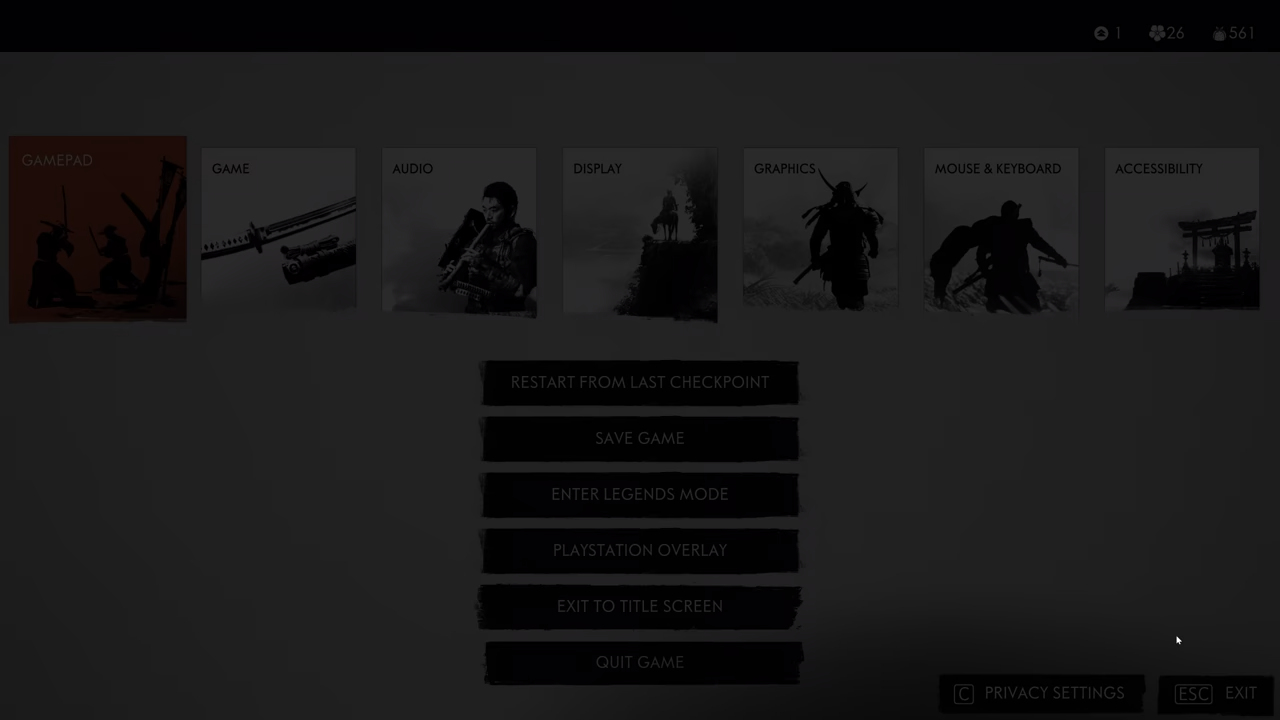 1 26 561
GAMEPAD
GAME
AUDIO
DISPLAY
GRAPHICS
MOUSE & KEYBOARD
ACCESSIBILITY
RESTART FROM LAST CHECKPOINT
SAVE GAME
ENTER LEGENDS MODE
PLAYSTATION OVERLAY
EXIT TO TITLE SCREEN
QUIT GAME
C PRIVACY SETTINGS
ESC EXIT